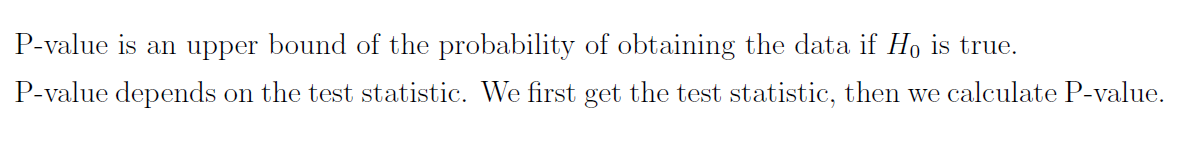 P-value is an upper bound of the probability of obtaining the data if H₀ is true.
P-value depends on the test statistic. We first get the test statistic, then we calculate P-value.